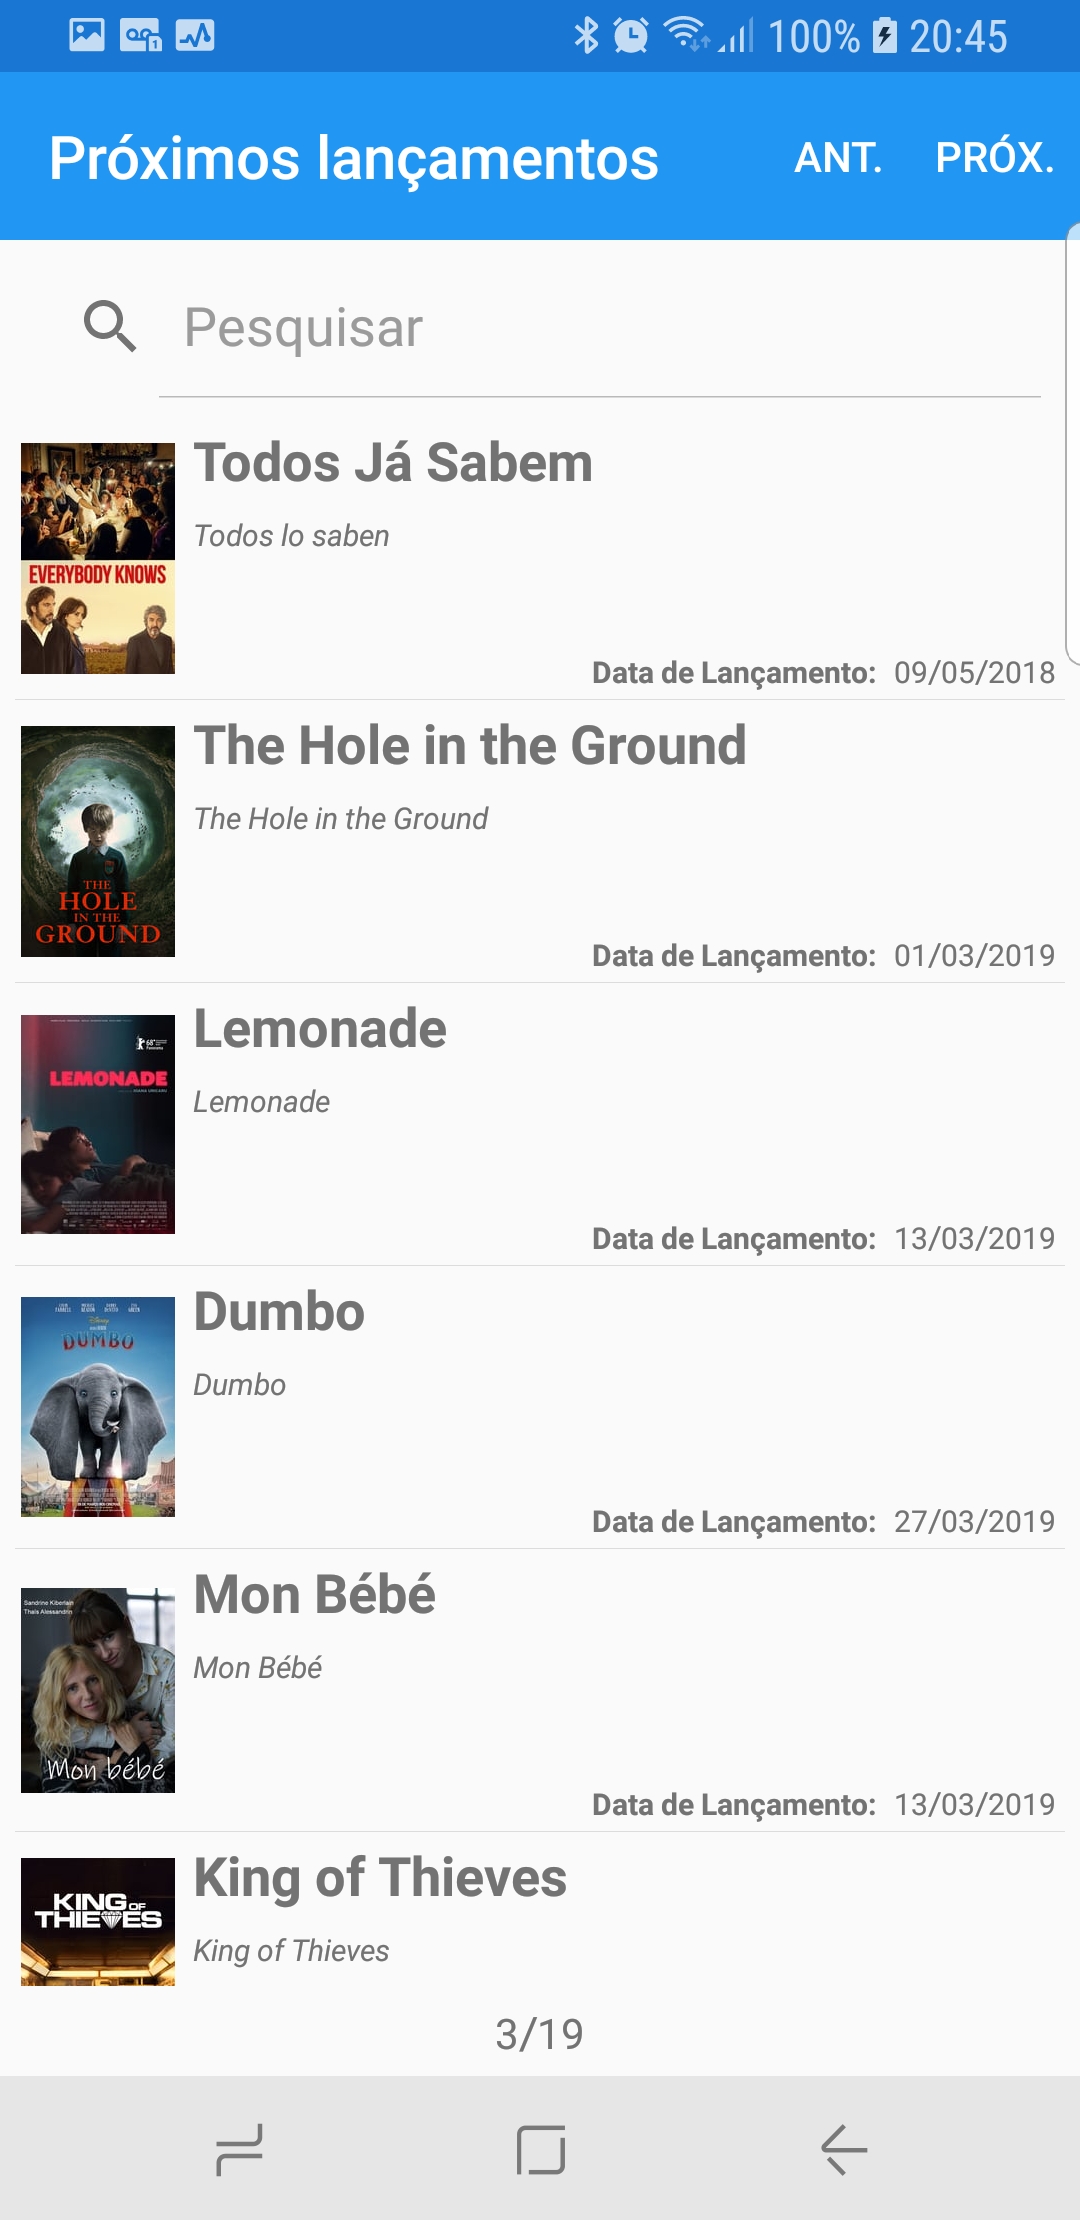 100% 20:45
Próximos lançamentos ANT. PRÓX.
Pesquisar
EVERYBODY KNOWS
Todos Já Sabem
Todos lo saben
Data de Lançamento: 09/05/2018
THE
HOLE
IN THE
GROUND
The Hole in the Ground
The Hole in the Ground
Data de Lançamento: 01/03/2019
LEMONADE
Lemonade
Lemonade
Data de Lançamento: 13/03/2019
Disney
DUMBO
Dumbo
Dumbo
Data de Lançamento: 27/03/2019
Sandrine Kiberlain
Thaïs Alessandrin
Mon bébé
Mon Bébé
Mon Bébé
Data de Lançamento: 13/03/2019
KING OF
THIEVES
King of Thieves
King of Thieves
3/19